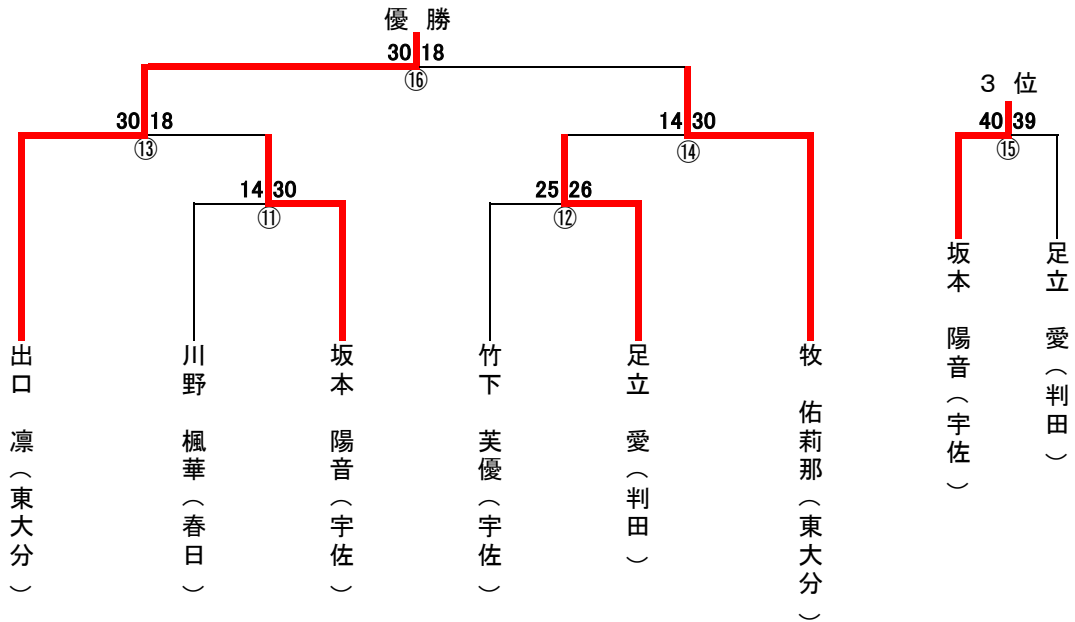 優 勝
30 18
⑯
3 位
30 18
⑬
14 30
⑭
40 39
⑮
14 30
⑪
25 26
⑫
出口 凛(東大分)
川野 楓華(春日)
坂本 陽音(宇佐)
竹下 芙優(宇佐)
足立 愛(判田)
牧 佑莉那(東大分)
坂本 陽音(宇佐)
足立 愛(判田)